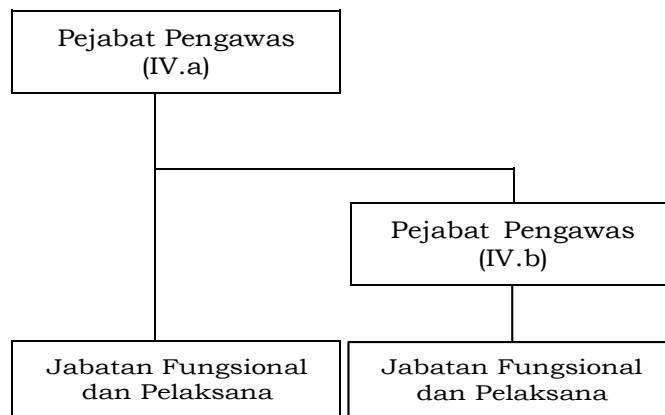 Pejabat Pengawas
(IV.a)
Pejabat Pengawas
(IV.b)
Jabatan Fungsional
dan Pelaksana
Jabatan Fungsional
dan Pelaksana